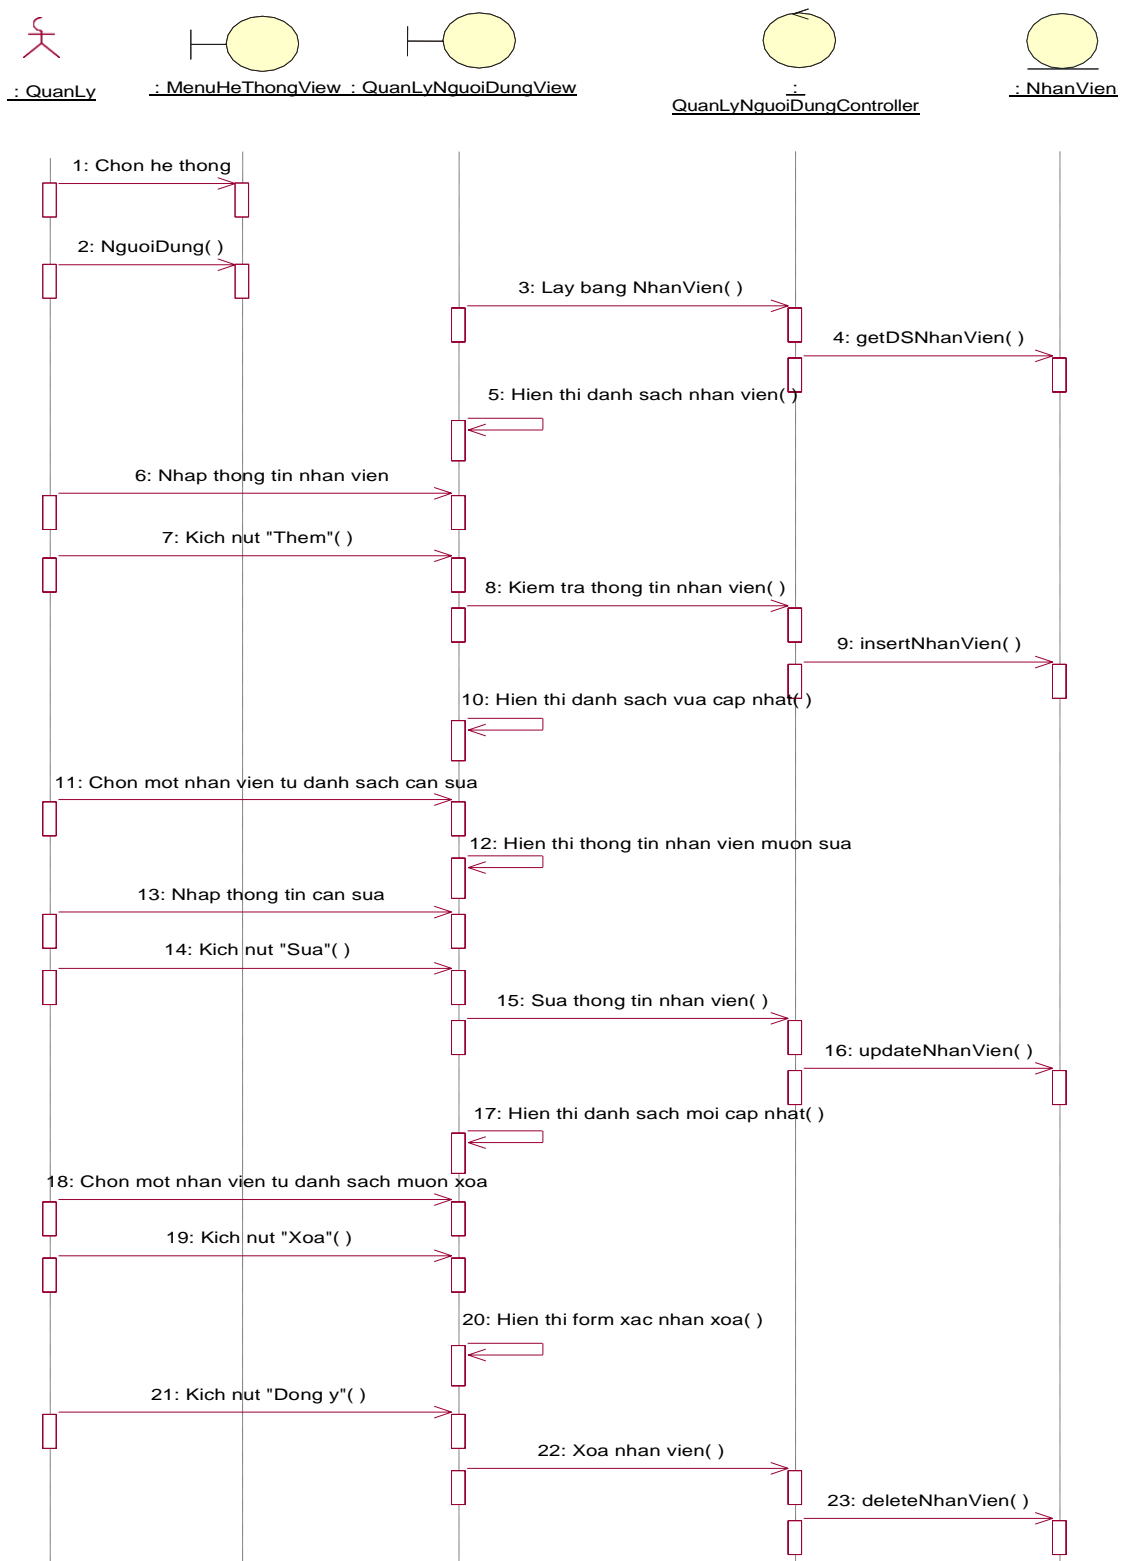 : QuanLy
: MenuHeThongView
: QuanLyNguoiDungView
:
QuanLyNguoiDungController
: NhanVien
1: Chon he thong
2: NguoiDung( )
3: Lay bang NhanVien( )
4: getDSNhanVien( )
5: Hien thi danh sach nhan vien( )
6: Nhap thong tin nhan vien
7: Kich nut "Them"( )
8: Kiem tra thong tin nhan vien( )
9: insertNhanVien( )
10: Hien thi danh sach vua cap nhat( )
11: Chon mot nhan vien tu danh sach can sua
12: Hien thi thong tin nhan vien muon sua
13: Nhap thong tin can sua
14: Kich nut "Sua"( )
15: Sua thong tin nhan vien( )
16: updateNhanVien( )
17: Hien thi danh sach moi cap nhat( )
18: Chon mot nhan vien tu danh sach muon xoa
19: Kich nut "Xoa"( )
20: Hien thi form xac nhan xoa( )
21: Kich nut "Dong y"( )
22: Xoa nhan vien( )
23: deleteNhanVien( )